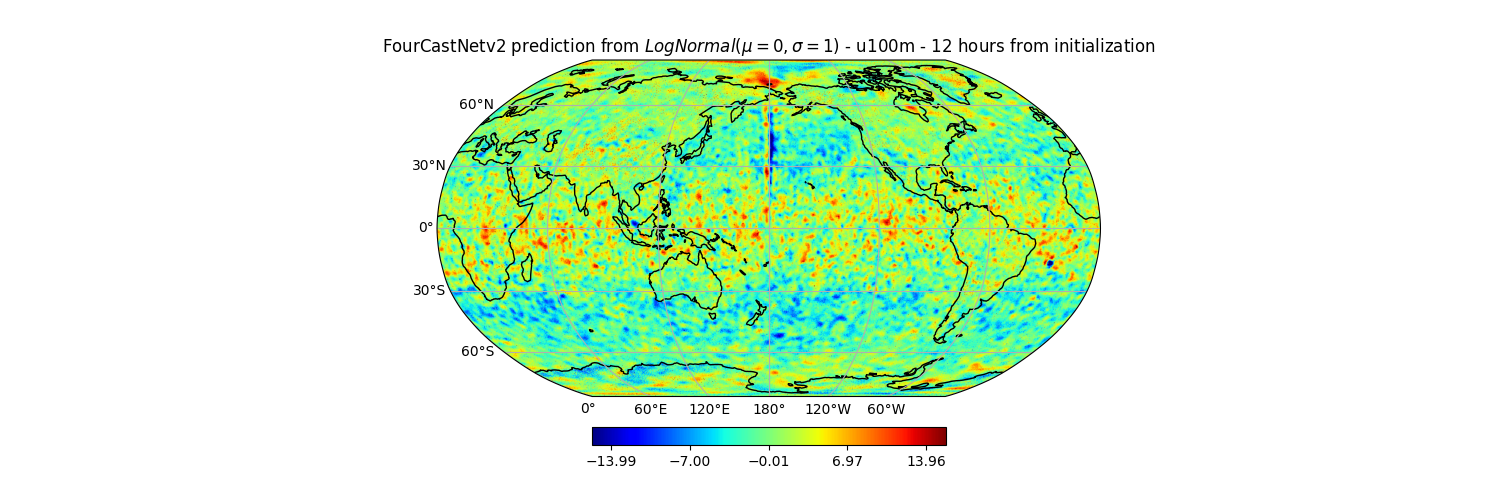 FourCastNetv2 prediction from LogNormal(μ = 0, σ = 1) - u100m - 12 hours from initialization
60°N
30°N
0°
30°S
60°S
0° 60°E 120°E 180° 120°W 60°W
−13.99 −7.00 −0.01 6.97 13.96